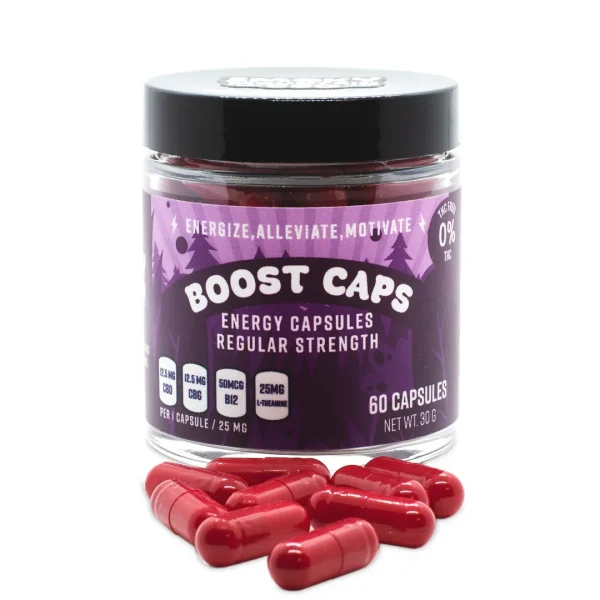 ENERGIZE, ALLEVIATE, MOTIVATE
THC FREE
0%
THC
BOOST CAPS
ENERGY CAPSULES
REGULAR STRENGTH
12.5 MG
CBD
12.5 MG
CBG
50MCG
B12
25MG
L-THEANINE
PER 1 CAPSULE / 25 MG
60 CAPSULES
NET WT. 30 G